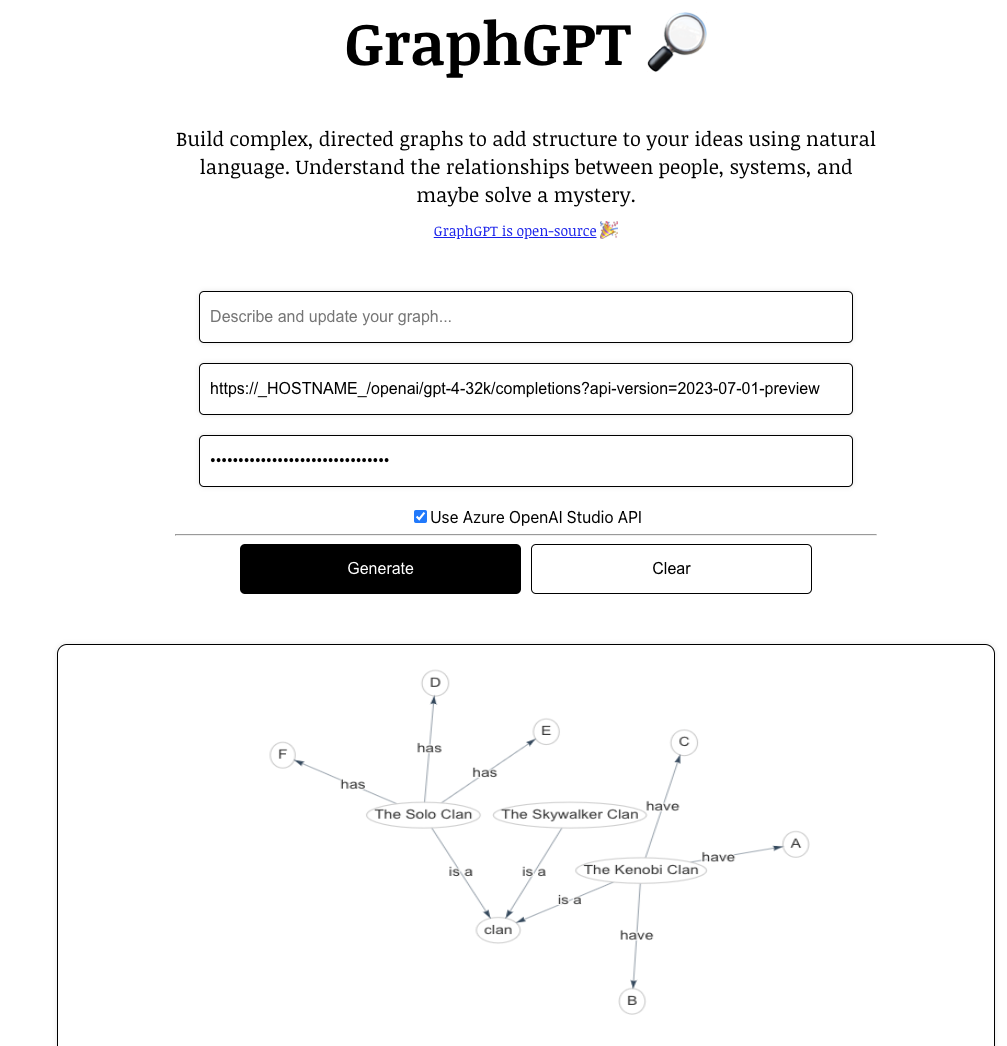 GraphGPT 🔎
Build complex, directed graphs to add structure to your ideas using natural
language. Understand the relationships between people, systems, and
maybe solve a mystery.
GraphGPT is open-source 🎉
Describe and update your graph...
https://_HOSTNAME_/openai/gpt-4-32k/completions?api-version=2023-07-01-preview
••••••••••••••••••••••••••••••••
Use Azure OpenAI Studio API
Generate
Clear
D
E
C
F
has
has
has
have
The Solo Clan
The Skywalker Clan
A
have
The Kenobi Clan
is a
is a
is a
clan
have
B